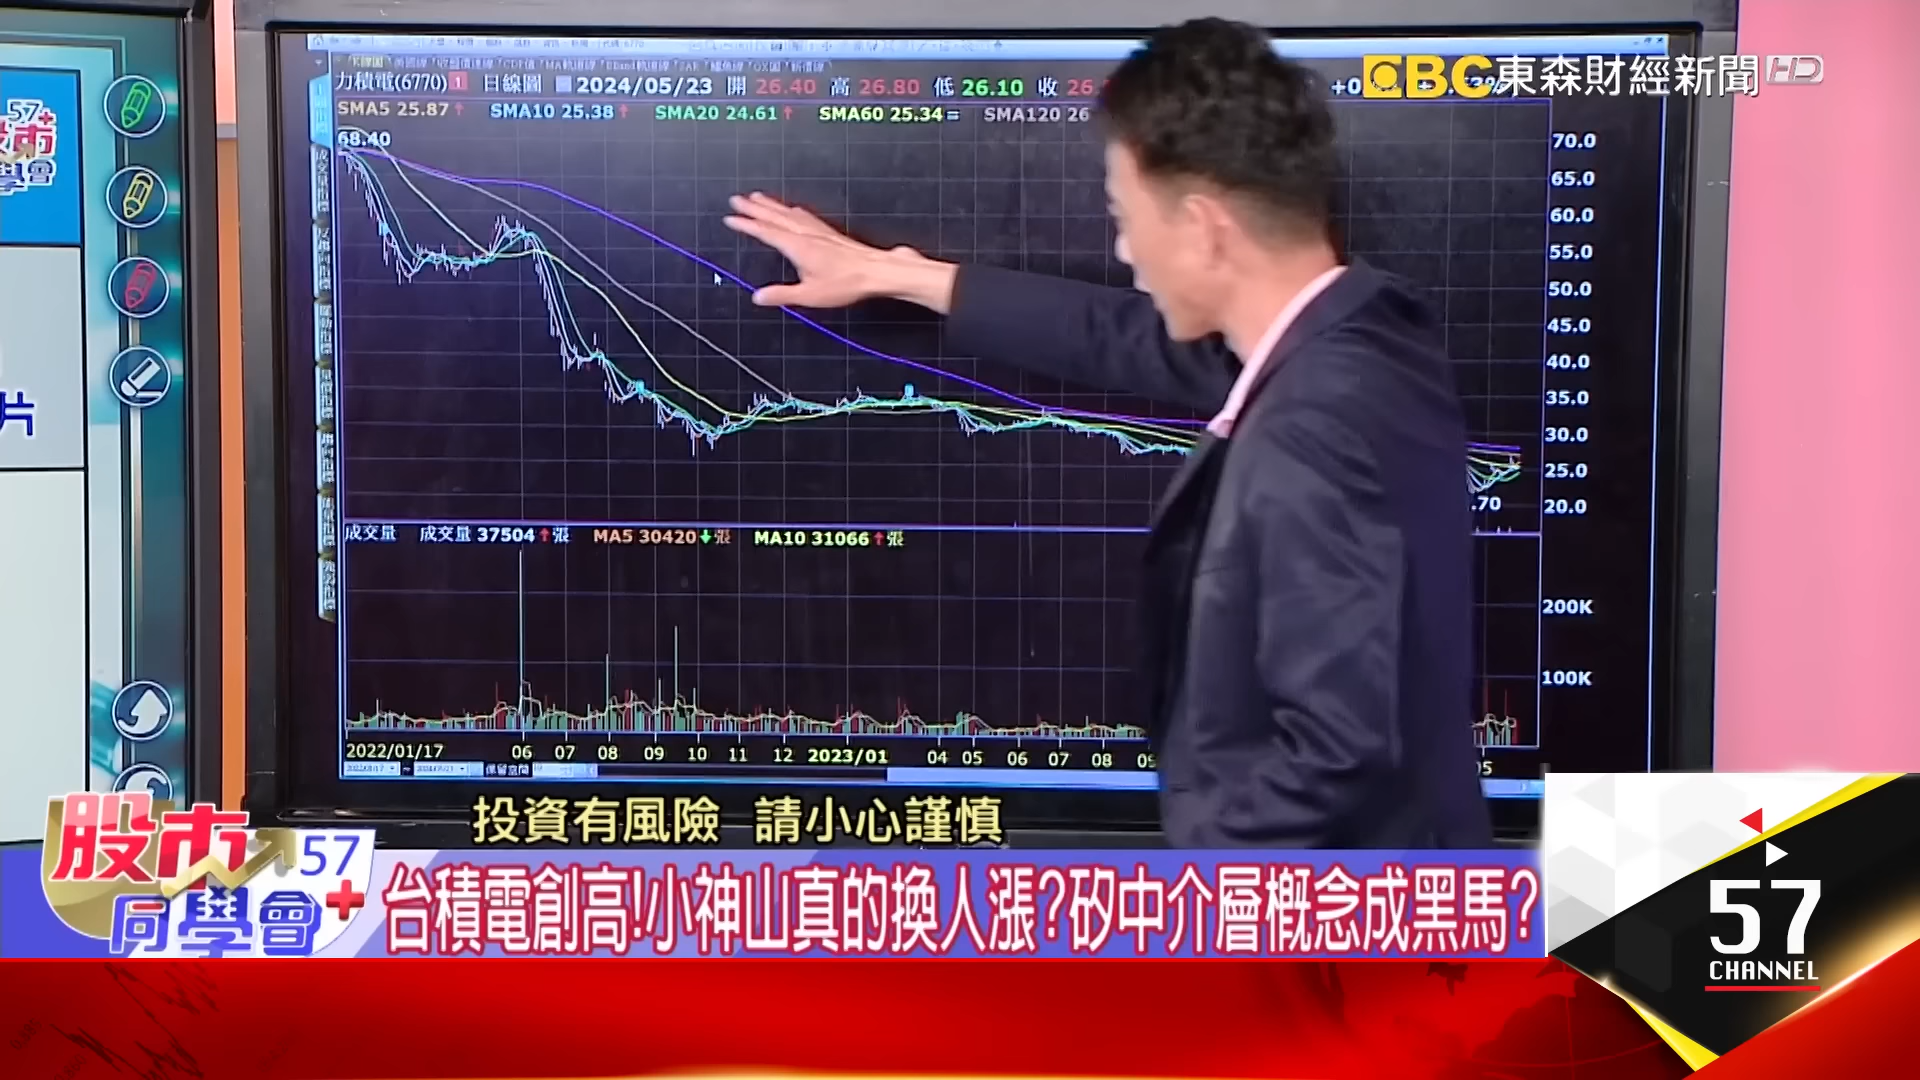 EBC東森財經新聞 HD
力積電(6770) 1 日線圖 2024/05/23 開 26.40 高 26.80 低 26.10 收 26.
SMA5 25.87↑ SMA10 25.38↑ SMA20 24.61↑ SMA60 25.34= SMA120 26
68.40
70.0
65.0
60.0
55.0
50.0
45.0
40.0
35.0
30.0
25.0
20.0
.70
成交量 成交量 37504↑張 MA5 30420↓張 MA10 31066↑張
200K
100K
2022/01/17 06 07 08 09 10 11 12 2023/01 04 05 06 07 08 09
投資有風險 請小心謹慎
股市同學會 57+
台積電創高!小神山真的換人漲?矽中介層概念成黑馬?
57
CHANNEL